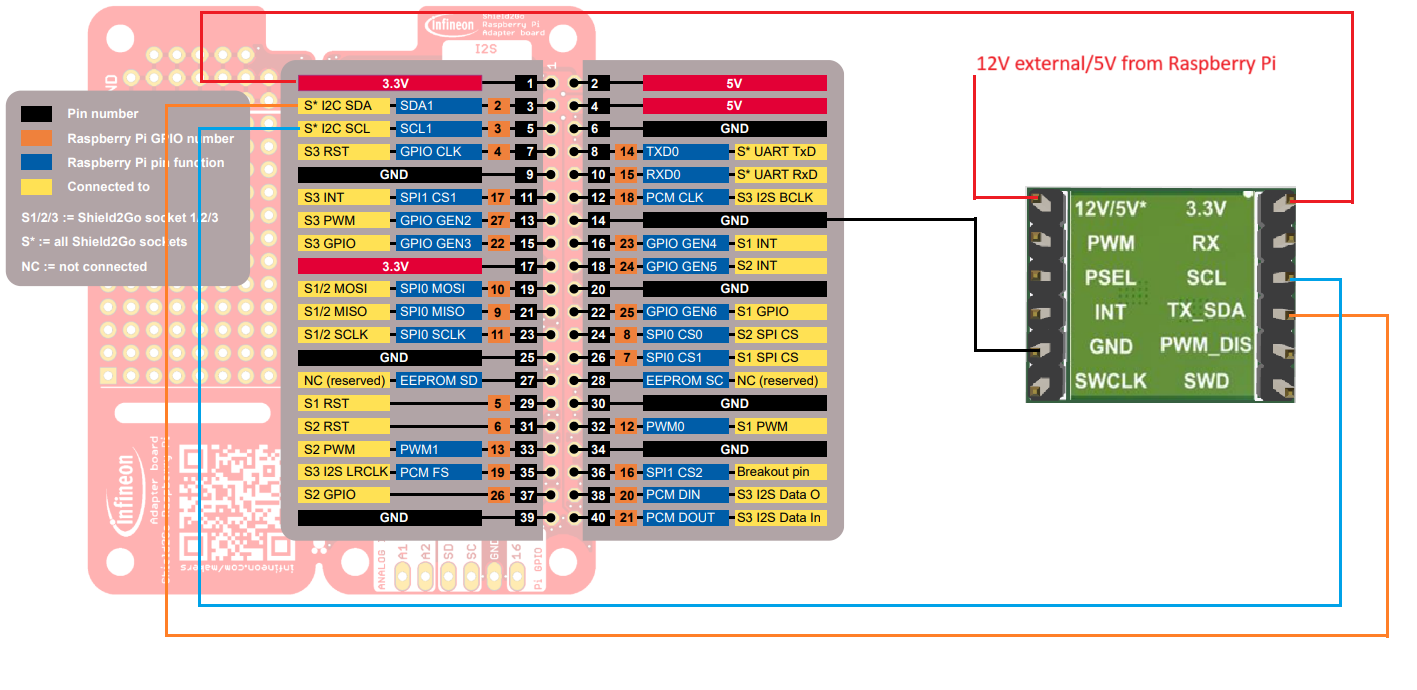 infineon
Shield2Go
Raspberry Pi
Adapter board
I2S
1
GND
12V external/5V from Raspberry Pi
Pin number
Raspberry Pi GPIO number
Raspberry Pi pin function
Connected to
S1/2/3 := Shield2Go socket 1/2/3
S* := all Shield2Go sockets
NC := not connected
3.3V 1 2 5V
S* I2C SDA SDA1 2 3 4 5V
S* I2C SCL SCL1 3 5 6 GND
S3 RST GPIO CLK 4 7 8 14 TXD0 S* UART TxD
GND 9 10 15 RXD0 S* UART RxD
S3 INT SPI1 CS1 17 11 12 18 PCM CLK S3 I2S BCLK
S3 PWM GPIO GEN2 27 13 14 GND
S3 GPIO GPIO GEN3 22 15 16 23 GPIO GEN4 S1 INT
3.3V 17 18 24 GPIO GEN5 S2 INT
S1/2 MOSI SPI0 MOSI 10 19 20 GND
S1/2 MISO SPI0 MISO 9 21 22 25 GPIO GEN6 S1 GPIO
S1/2 SCLK SPI0 SCLK 11 23 24 8 SPI0 CS0 S2 SPI CS
GND 25 26 7 SPI0 CS1 S1 SPI CS
NC (reserved) EEPROM SD 27 28 EEPROM SC NC (reserved)
S1 RST 5 29 30 GND
S2 RST 6 31 32 12 PWM0 S1 PWM
S2 PWM PWM1 13 33 34 GND
S3 I2S LRCLK PCM FS 19 35 36 16 SPI1 CS2 Breakout pin
S2 GPIO 26 37 38 20 PCM DIN S3 I2S Data O
GND 39 40 21 PCM DOUT S3 I2S Data In
12V/5V* 3.3V
PWM RX
PSEL SCL
INT TX_SDA
GND PWM_DIS
SWCLK SWD
infineon
Adapter board
Shield2Go Raspberry Pi
infineon.com/makers
ANALOG
A1
A2
SD
SC
GND
16
Pi GPIO